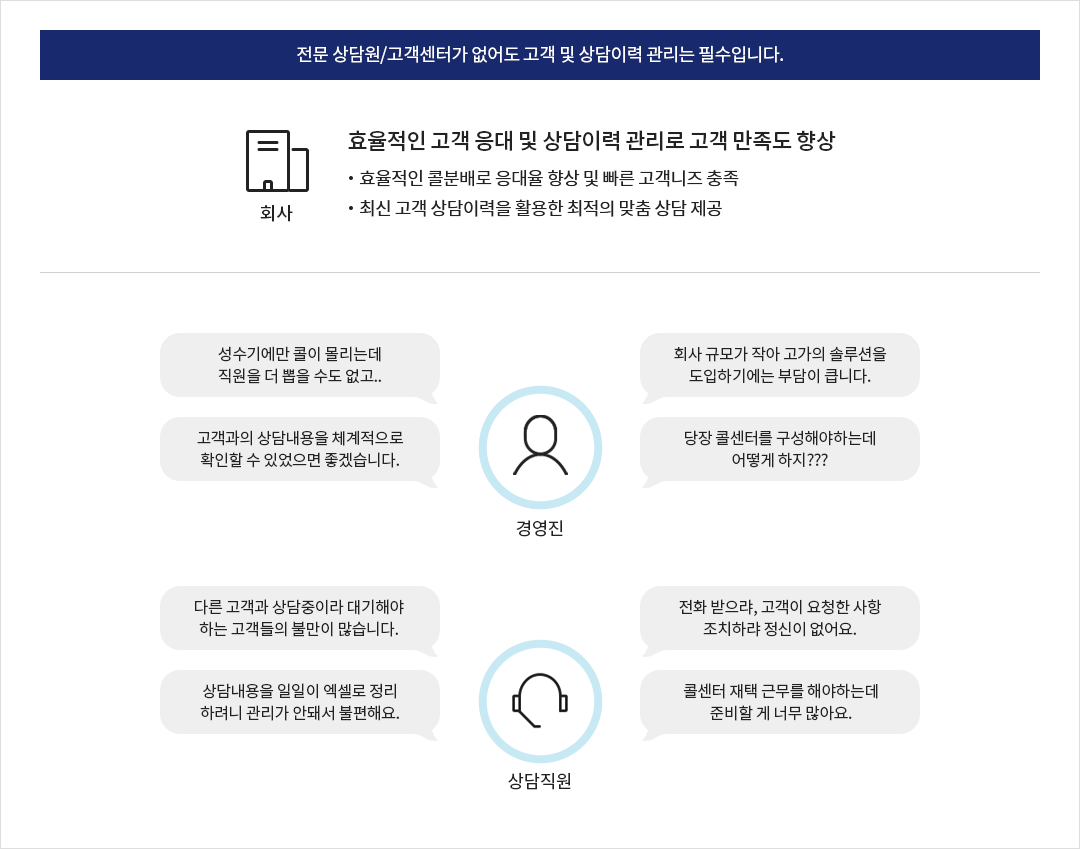 전문 상담원/고객센터가 없어도 고객 및 상담이력 관리는 필수입니다.
회사
효율적인 고객 응대 및 상담이력 관리로 고객 만족도 향상
• 효율적인 콜분배로 응대율 향상 및 빠른 고객니즈 충족
• 최신 고객 상담이력을 활용한 최적의 맞춤 상담 제공
성수기에만 콜이 몰리는데
직원을 더 뽑을 수도 없고..
고객과의 상담내용을 체계적으로
확인할 수 있었으면 좋겠습니다.
회사 규모가 작아 고가의 솔루션을
도입하기에는 부담이 큽니다.
당장 콜센터를 구성해야하는데
어떻게 하지???
경영진
다른 고객과 상담중이라 대기해야
하는 고객들의 불만이 많습니다.
상담내용을 일일이 엑셀로 정리
하려니 관리가 안돼서 불편해요.
전화 받으랴, 고객이 요청한 사항
조치하랴 정신이 없어요.
콜센터 재택 근무를 해야하는데
준비할 게 너무 많아요.
상담직원